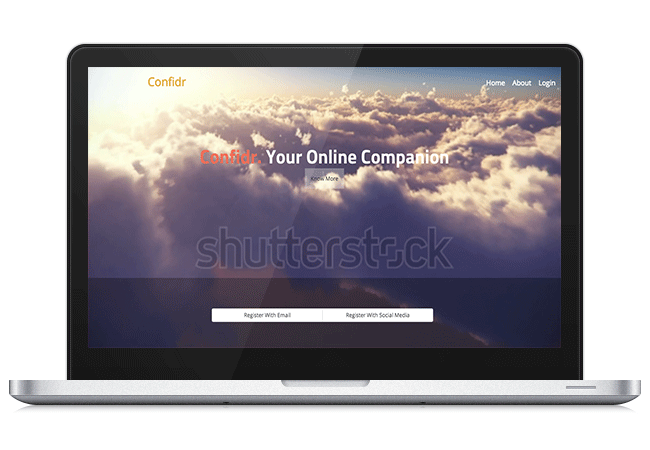 Confidr
Home About Login
Confidr. Your Online Companion
Know More
shutterstock
Register With Email Register With Social Media